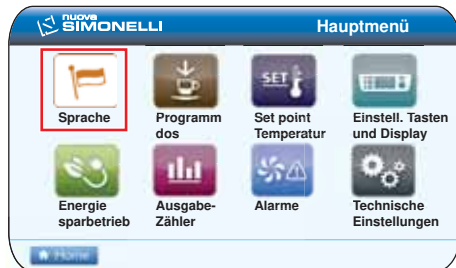 nuova
SIMONELLI
Hauptmenü
SET
Sprache
Programm
dos
Set point
Temperatur
Einstell. Tasten
und Display
Energie
sparbetrieb
Ausgabe-
Zähler
Alarme
Technische
Einstellungen
Home